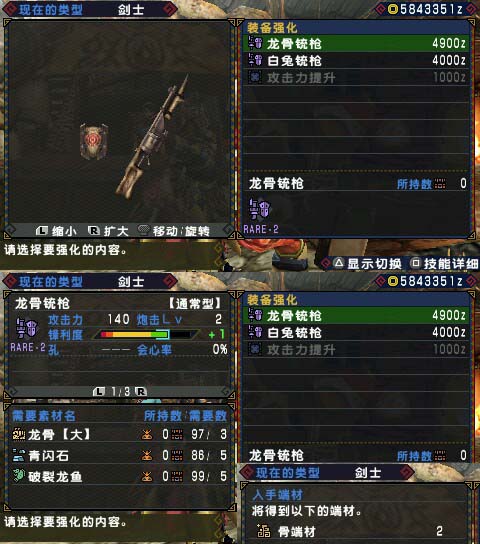 现在的类型 剑士
5843351z
装备强化
龙骨铳枪 4900z
白兔铳枪 4000z
攻击力提升 1000z
龙骨铳枪 所持数 0
RARE-2
L 缩小 R 扩大 移动/旋转
请选择要强化的内容。
△显示切换 □技能详细
现在的类型 剑士
5843351z
龙骨铳枪 【通常型】
攻击力 140 炮击Lv 2
锋利度 +1
RARE-2
孔 --- 会心率 0%
L 1/3 R
需要素材名 所持数/需要数
龙骨【大】 0 97/ 3
青闪石 0 86/ 5
破裂龙鱼 0 99/ 5
请选择要强化的内容。
装备强化
龙骨铳枪 4900z
白兔铳枪 4000z
攻击力提升 1000z
龙骨铳枪 所持数 0
现在的类型 剑士
入手端材
将得到以下的端材。
骨端材 2